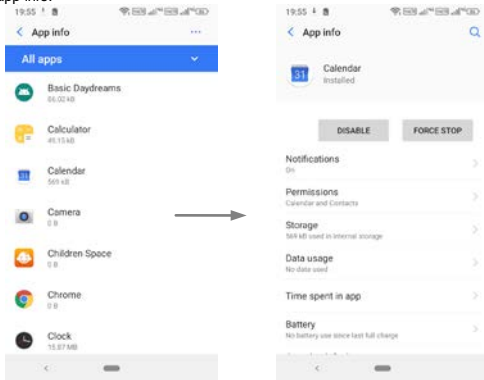 app info.
19:55
App info
All apps
Basic Daydreams
86.02 kB
Calculator
49.15 kB
Calendar
569 kB
Camera
0 B
Children Space
0 B
Chrome
0 B
Clock
15.87 MB
19:55
App info
31
Calendar
Installed
DISABLE
FORCE STOP
Notifications
On
Permissions
Calendar and Contacts
Storage
569 kB used in internal storage
Data usage
No data used
Time spent in app
Battery
No battery use since last full charge